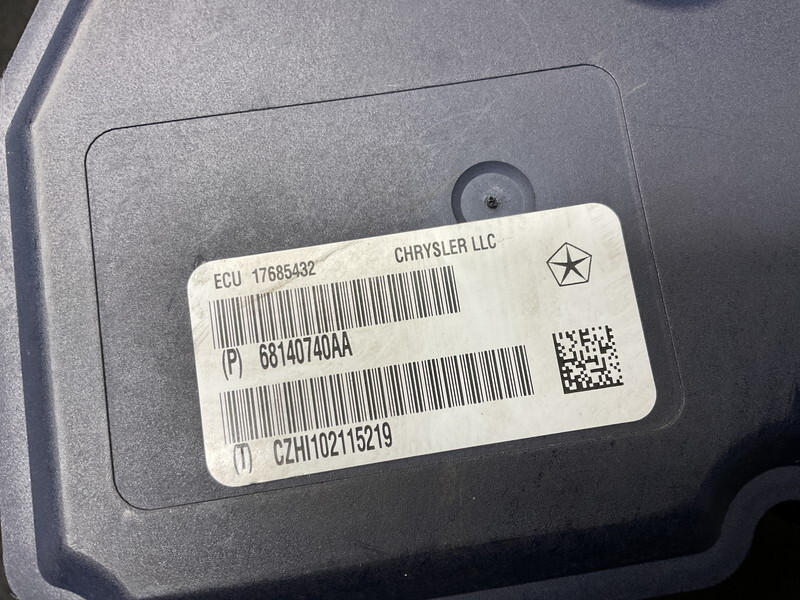 ECU 17685432 CHRYSLER LLC
(P) 68140740AA
(T) CZHI102115219